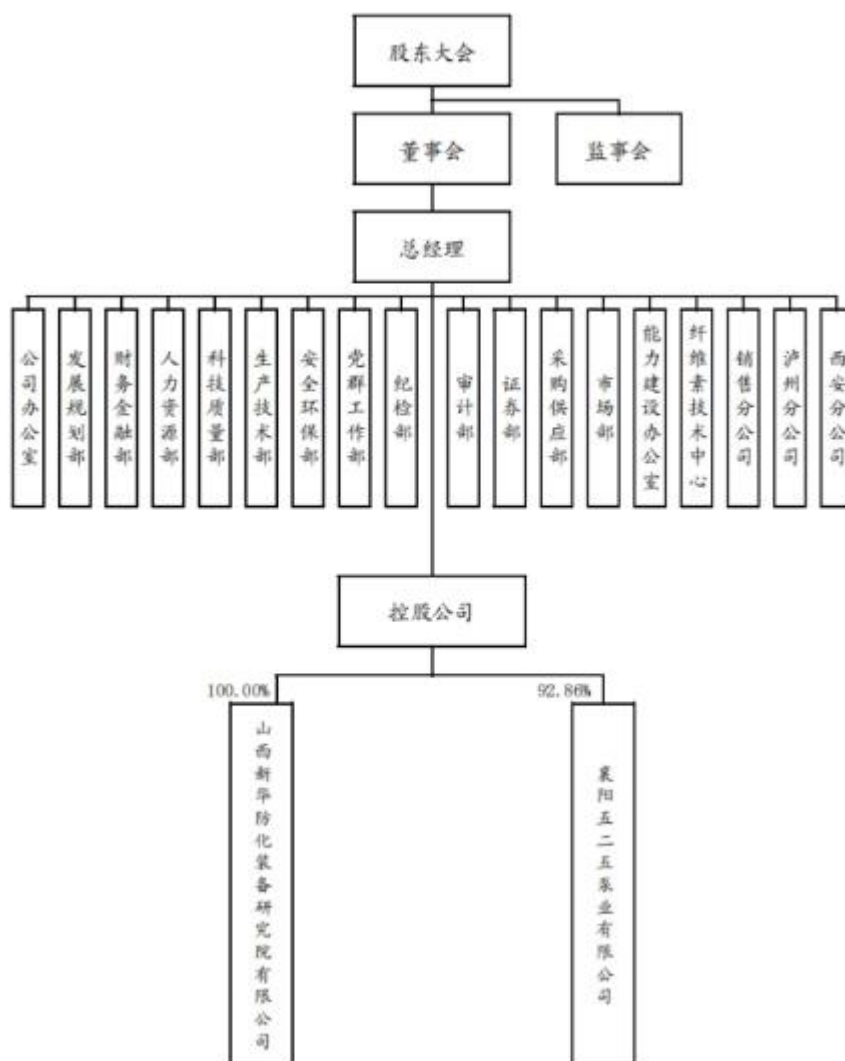 股东大会
董事会
监事会
总经理
公司办公室
发展规划部
财务金融部
人力资源部
科技质量部
生产技术部
安全环保部
党群工作部
纪检部
审计部
证券部
采购供应部
市场部
能力建设办公室
纤维素技术中心
销售分公司
泸州分公司
西安分公司
控股公司
100.00%
92.86%
山西新华防化装备研究院有限公司
襄阳五二五泵业有限公司